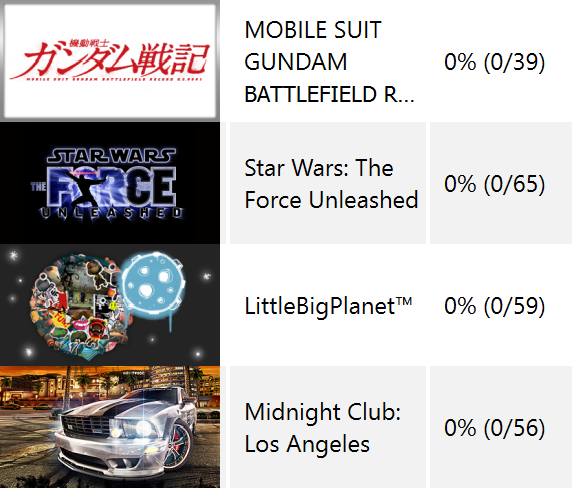 機動戦士
ガンダム戦記
MOBILE SUIT GUNDAM BATTLEFIELD RECORD U.C.0081
MOBILE SUIT
GUNDAM
BATTLEFIELD R...
0% (0/39)
STAR WARS
THE FORCE
UNLEASHED
Star Wars: The
Force Unleashed
0% (0/65)
LittleBigPlanet™
0% (0/59)
Midnight Club:
Los Angeles
0% (0/56)